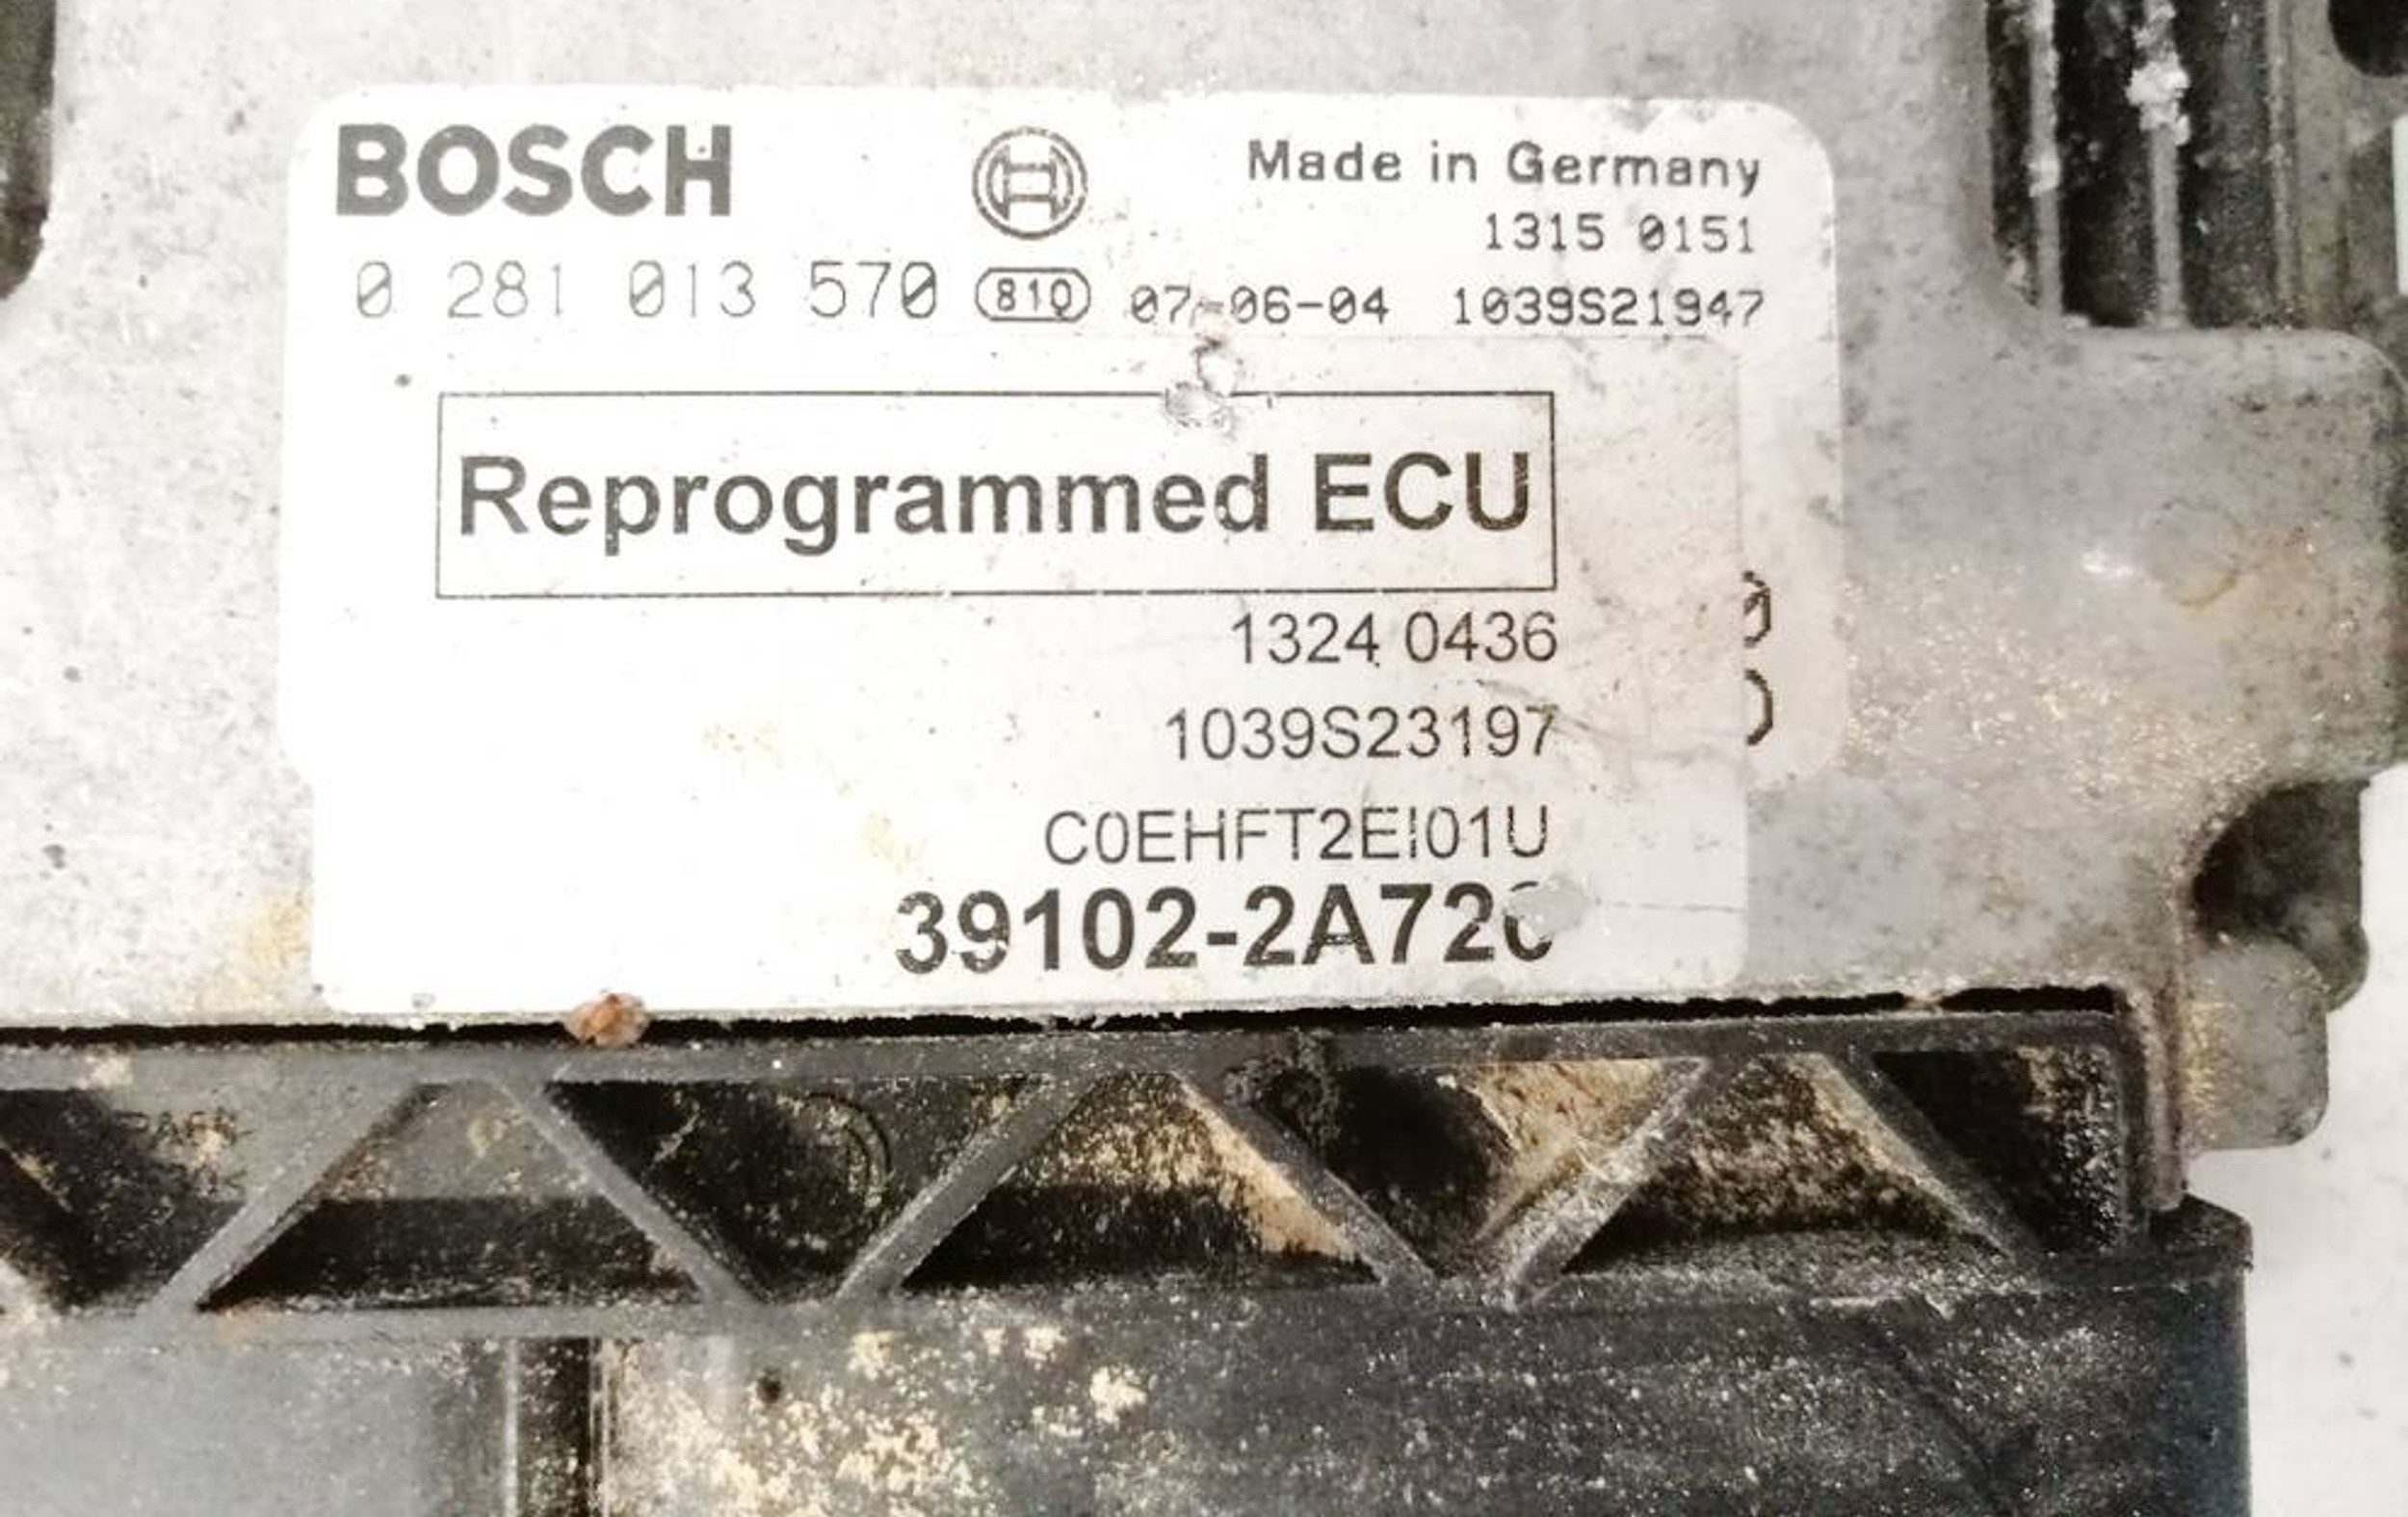 BOSCH
Made in Germany
1315 0151
0 281 013 570 810 07-06-04 1039S21947
Reprogrammed ECU
1324 0436
1039S23197
C0EHFT2EI01U
39102-2A720